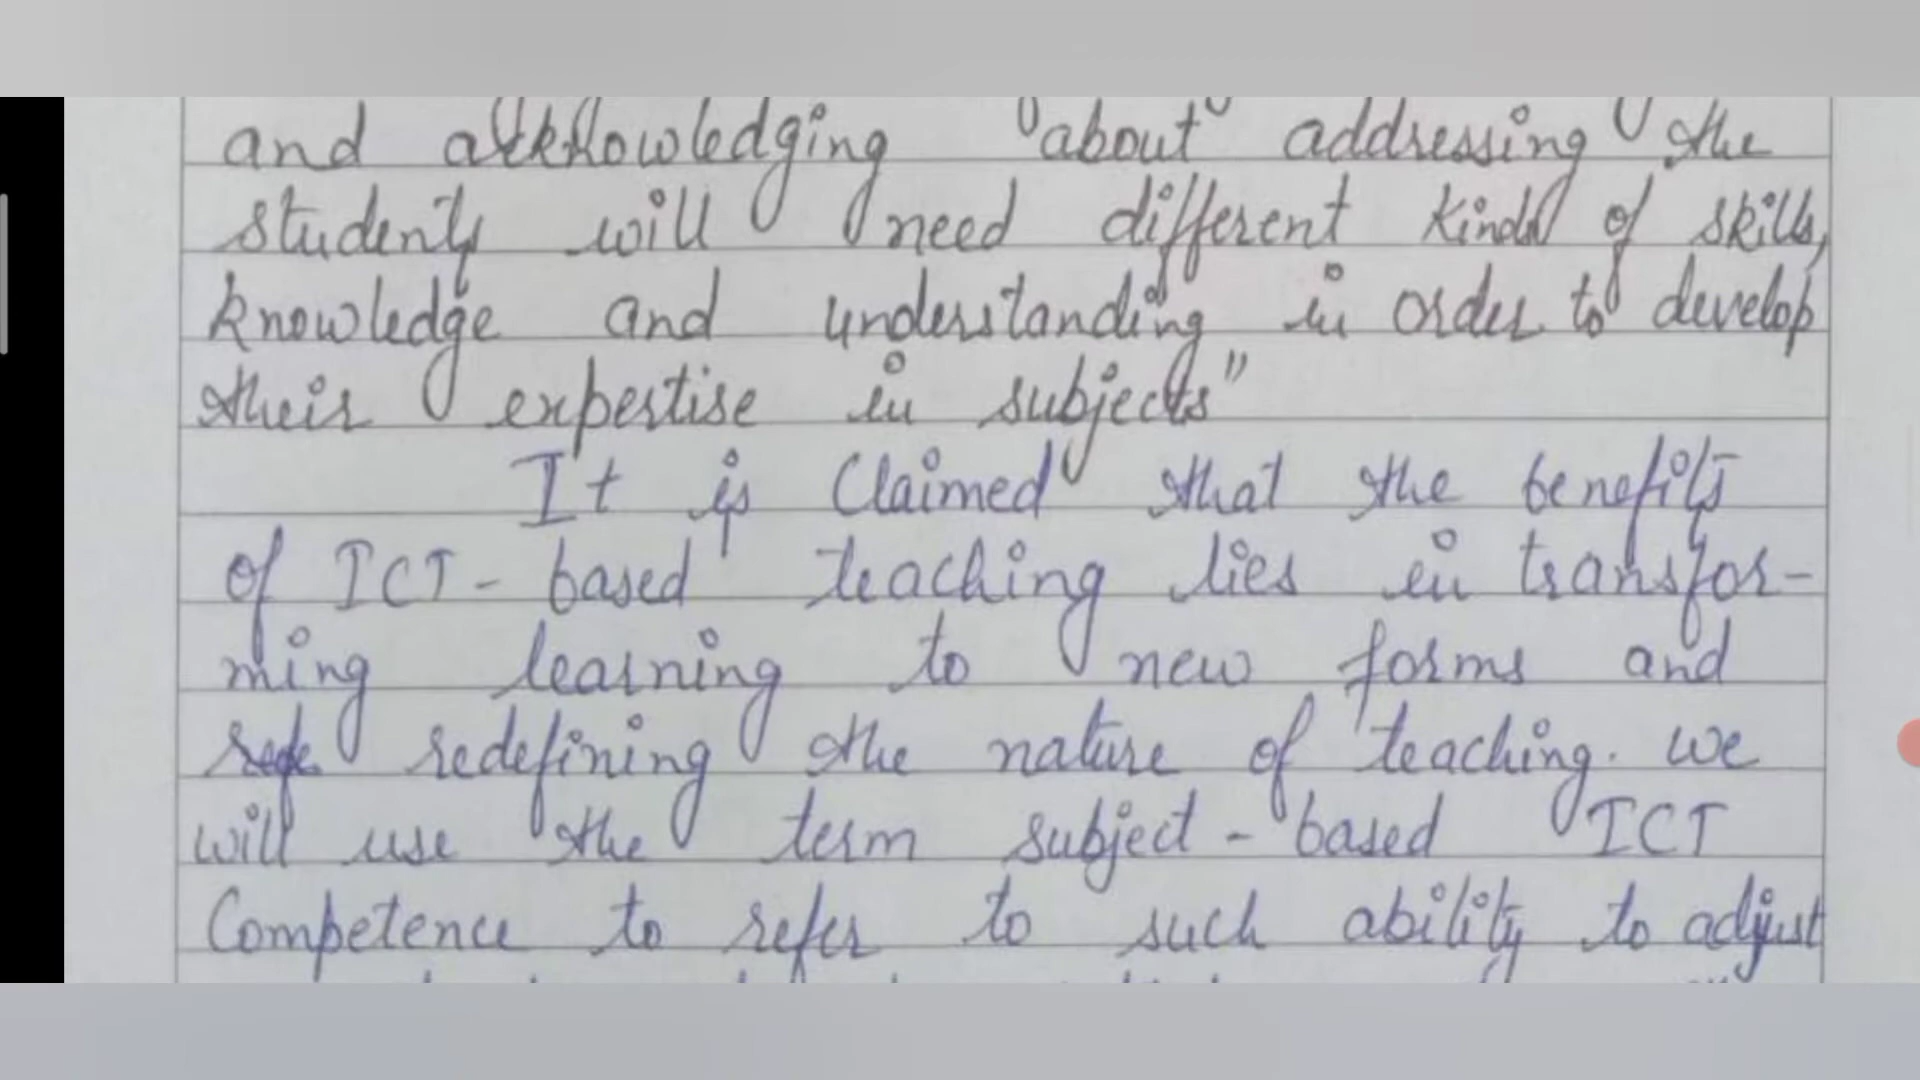 and acknowledging about addressing the
students will need different kinds of skills,
knowledge and understanding in order to develop
their expertise in subjects"
It is Claimed that the benefits
of ICT-based teaching lies in transfor-
ming learning to new forms and
rede redefining the nature of teaching. we
will use the term subject-based ICT
Competence to refer to such ability to adjust